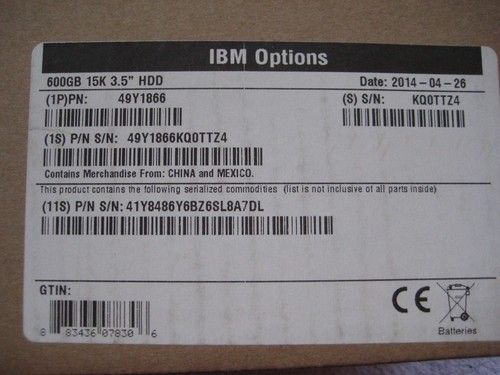 IBM Options
600GB 15K 3.5" HDD Date: 2014-04-26
(1P)PN: 49Y1866 (S) S/N: KQ0TTZ4
(1S) P/N S/N: 49Y1866KQ0TTZ4
Contains Merchandise From: CHINA and MEXICO.
This product contains the following serialized commodities (list is not inclusive of all parts inside)
(11S) P/N S/N: 41Y8486Y6BZ6SL8A7DL
GTIN:
CE
8 83436 07830 6
Batteries